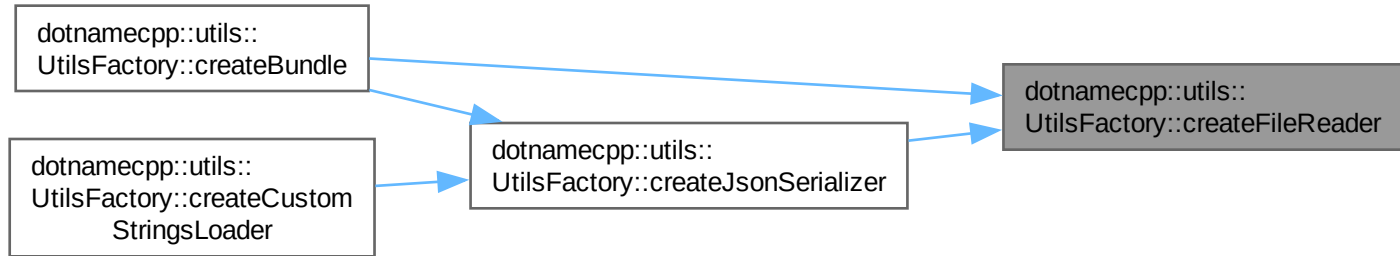 dotnamecpp::utils::
UtilsFactory::createBundle
dotnamecpp::utils::
UtilsFactory::createCustom
StringsLoader
dotnamecpp::utils::
UtilsFactory::createJsonSerializer
dotnamecpp::utils::
UtilsFactory::createFileReader